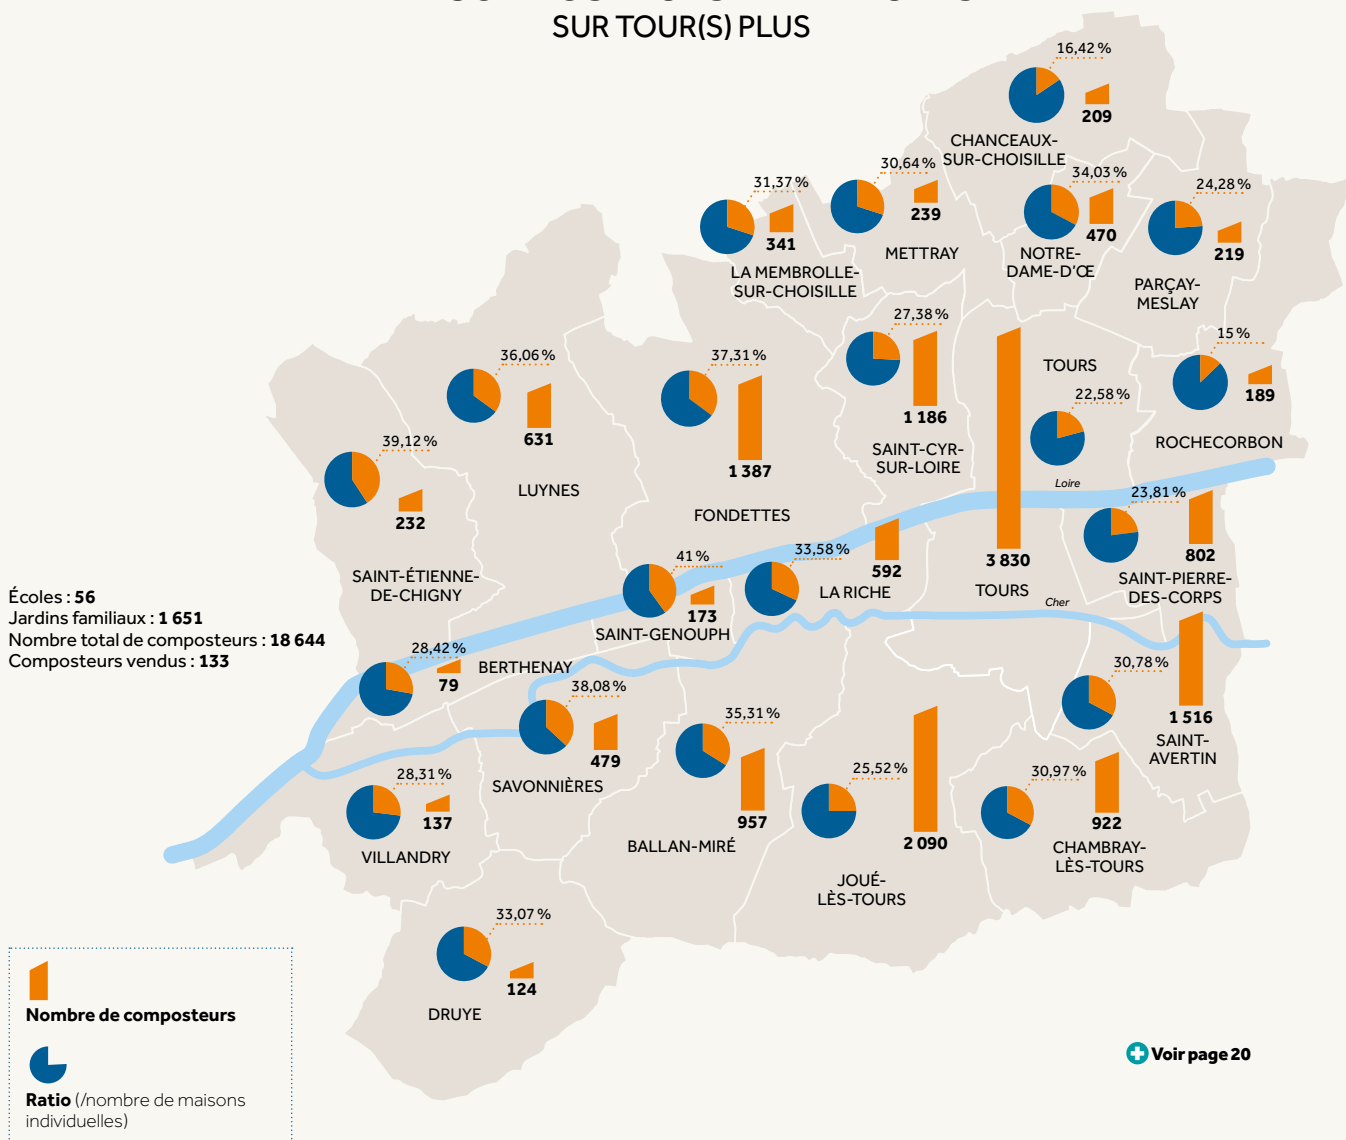 SUR TOUR(S) PLUS
16,42 %
209
CHANCEAUX-
SUR-CHOISILLE
31,37 %
341
LA MEMBROLLE-
SUR-CHOISILLE
30,64 %
239
METTRAY
34,03 %
470
NOTRE-
DAME-D'Œ
24,28 %
219
PARÇAY-
MESLAY
27,38 %
1 186
SAINT-CYR-
SUR-LOIRE
TOURS
22,58 %
15 %
189
ROCHECORBON
36,06 %
631
LUYNES
37,31 %
1 387
FONDETTES
39,12 %
232
SAINT-ÉTIENNE-
DE-CHIGNY
Loire
23,81 %
802
SAINT-PIERRE-
DES-CORPS
3 830
TOURS
Cher
33,58 %
592
LA RICHE
41 %
173
SAINT-GENOUPH
Écoles : 56
Jardins familiaux : 1 651
Nombre total de composteurs : 18 644
Composteurs vendus : 133
28,42 %
79
BERTHENAY
38,08 %
479
SAVONNIÈRES
35,31 %
957
BALLAN-MIRÉ
30,78 %
1 516
SAINT-
AVERTIN
28,31 %
137
VILLANDRY
25,52 %
2 090
JOUÉ-
LÈS-TOURS
30,97 %
922
CHAMBRAY-
LÈS-TOURS
33,07 %
124
DRUYE
Nombre de composteurs
Ratio (/nombre de maisons
individuelles)
Voir page 20